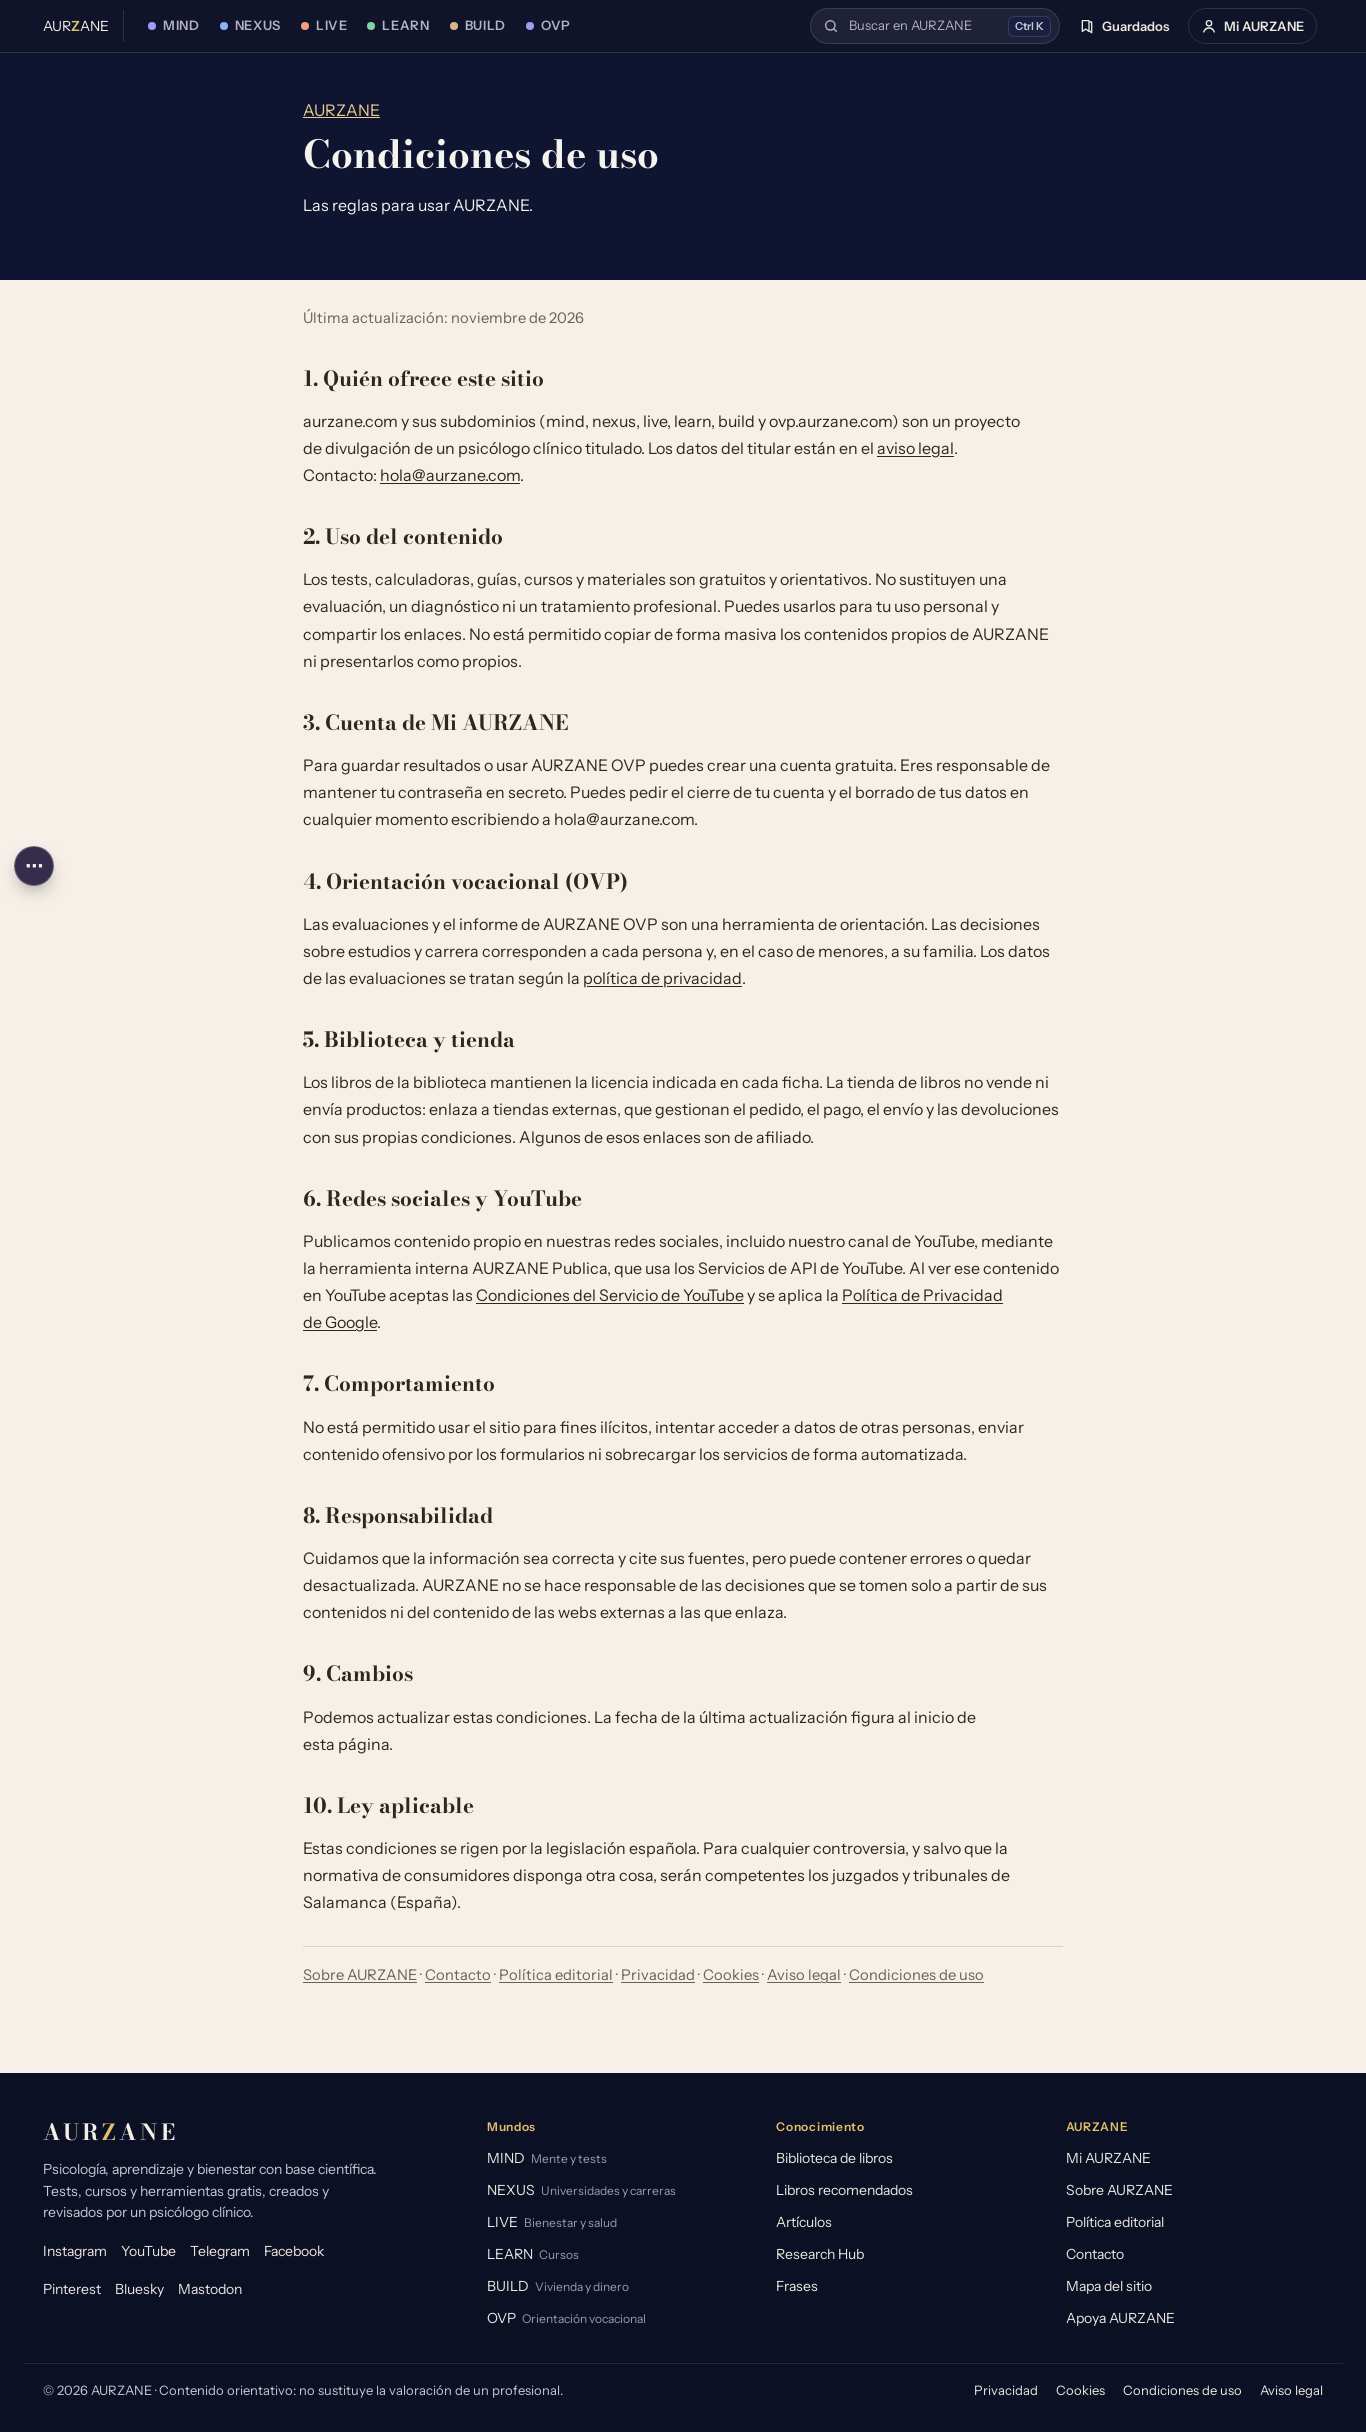 AURZANE
MIND
NEXUS
LIVE
LEARN
BUILD
OVP
Buscar en AURZANE
Ctrl K
Guardados
Mi AURZANE
AURZANE
Condiciones de uso
Las reglas para usar AURZANE.
Última actualización: noviembre de 2026
1. Quién ofrece este sitio
aurzane.com y sus subdominios (mind, nexus, live, learn, build y ovp.aurzane.com) son un proyecto
de divulgación de un psicólogo clínico titulado. Los datos del titular están en el aviso legal.
Contacto: hola@aurzane.com.
2. Uso del contenido
Los tests, calculadoras, guías, cursos y materiales son gratuitos y orientativos. No sustituyen una
evaluación, un diagnóstico ni un tratamiento profesional. Puedes usarlos para tu uso personal y
compartir los enlaces. No está permitido copiar de forma masiva los contenidos propios de AURZANE
ni presentarlos como propios.
3. Cuenta de Mi AURZANE
Para guardar resultados o usar AURZANE OVP puedes crear una cuenta gratuita. Eres responsable de
mantener tu contraseña en secreto. Puedes pedir el cierre de tu cuenta y el borrado de tus datos en
cualquier momento escribiendo a hola@aurzane.com.
4. Orientación vocacional (OVP)
Las evaluaciones y el informe de AURZANE OVP son una herramienta de orientación. Las decisiones
sobre estudios y carrera corresponden a cada persona y, en el caso de menores, a su familia. Los datos
de las evaluaciones se tratan según la política de privacidad.
5. Biblioteca y tienda
Los libros de la biblioteca mantienen la licencia indicada en cada ficha. La tienda de libros no vende ni
envía productos: enlaza a tiendas externas, que gestionan el pedido, el pago, el envío y las devoluciones
con sus propias condiciones. Algunos de esos enlaces son de afiliado.
6. Redes sociales y YouTube
Publicamos contenido propio en nuestras redes sociales, incluido nuestro canal de YouTube, mediante
la herramienta interna AURZANE Publica, que usa los Servicios de API de YouTube. Al ver ese contenido
en YouTube aceptas las Condiciones del Servicio de YouTube y se aplica la Política de Privacidad
de Google.
7. Comportamiento
No está permitido usar el sitio para fines ilícitos, intentar acceder a datos de otras personas, enviar
contenido ofensivo por los formularios ni sobrecargar los servicios de forma automatizada.
8. Responsabilidad
Cuidamos que la información sea correcta y cite sus fuentes, pero puede contener errores o quedar
desactualizada. AURZANE no se hace responsable de las decisiones que se tomen solo a partir de sus
contenidos ni del contenido de las webs externas a las que enlaza.
9. Cambios
Podemos actualizar estas condiciones. La fecha de la última actualización figura al inicio de
esta página.
10. Ley aplicable
Estas condiciones se rigen por la legislación española. Para cualquier controversia, y salvo que la
normativa de consumidores disponga otra cosa, serán competentes los juzgados y tribunales de
Salamanca (España).
Sobre AURZANE · Contacto · Política editorial · Privacidad · Cookies · Aviso legal · Condiciones de uso
AURZANE
Psicología, aprendizaje y bienestar con base científica.
Tests, cursos y herramientas gratis, creados y
revisados por un psicólogo clínico.
Instagram YouTube Telegram Facebook
Pinterest Bluesky Mastodon
Mundos
MIND Mente y tests
NEXUS Universidades y carreras
LIVE Bienestar y salud
LEARN Cursos
BUILD Vivienda y dinero
OVP Orientación vocacional
Conocimiento
Biblioteca de libros
Libros recomendados
Artículos
Research Hub
Frases
AURZANE
Mi AURZANE
Sobre AURZANE
Política editorial
Contacto
Mapa del sitio
Apoya AURZANE
© 2026 AURZANE · Contenido orientativo: no sustituye la valoración de un profesional.
Privacidad Cookies Condiciones de uso Aviso legal